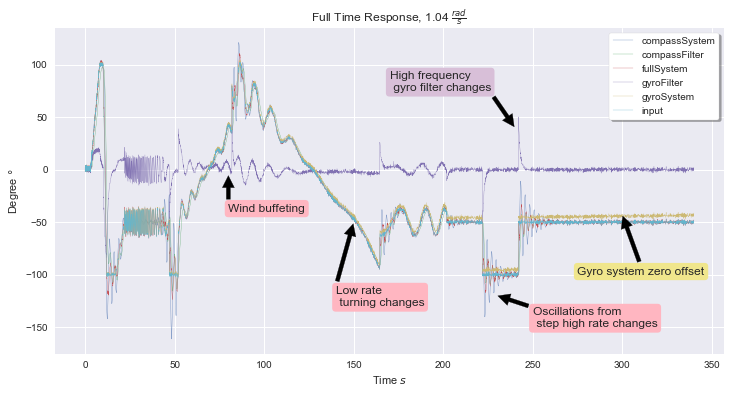 Full Time Response, 1.04 rad/s
compassSystem
compassFilter
fullSystem
gyroFilter
gyroSystem
input
High frequency
gyro filter changes
Wind buffeting
Low rate
turning changes
Gyro system zero offset
Oscillations from
step high rate changes
Degree °
100
50
0
−50
−100
−150
0
50
100
150
200
250
300
350
Time s